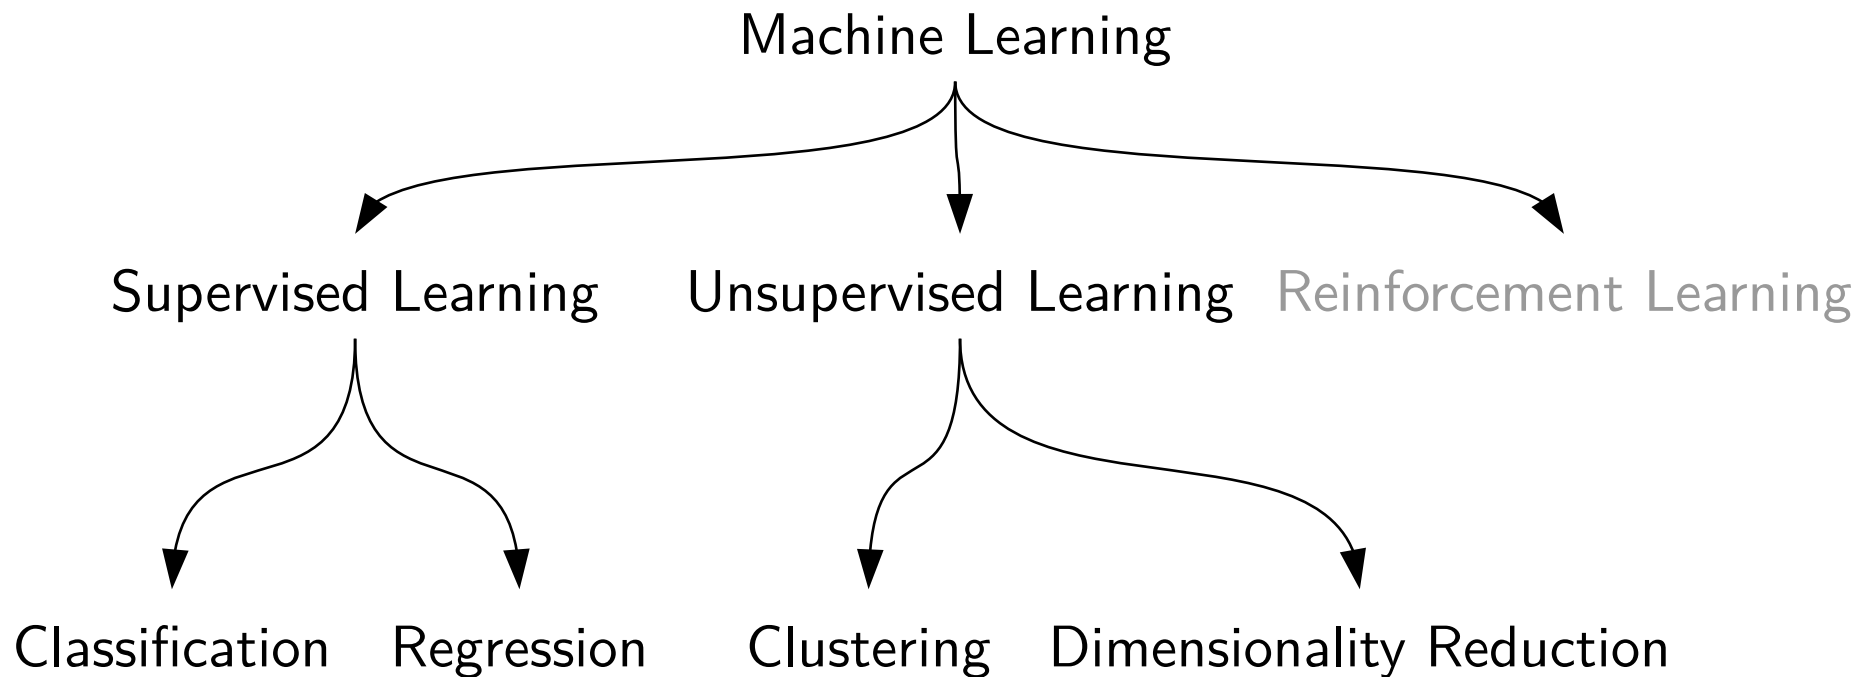 Machine Learning
Supervised Learning
Unsupervised Learning
Reinforcement Learning
Classification
Regression
Clustering
Dimensionality Reduction